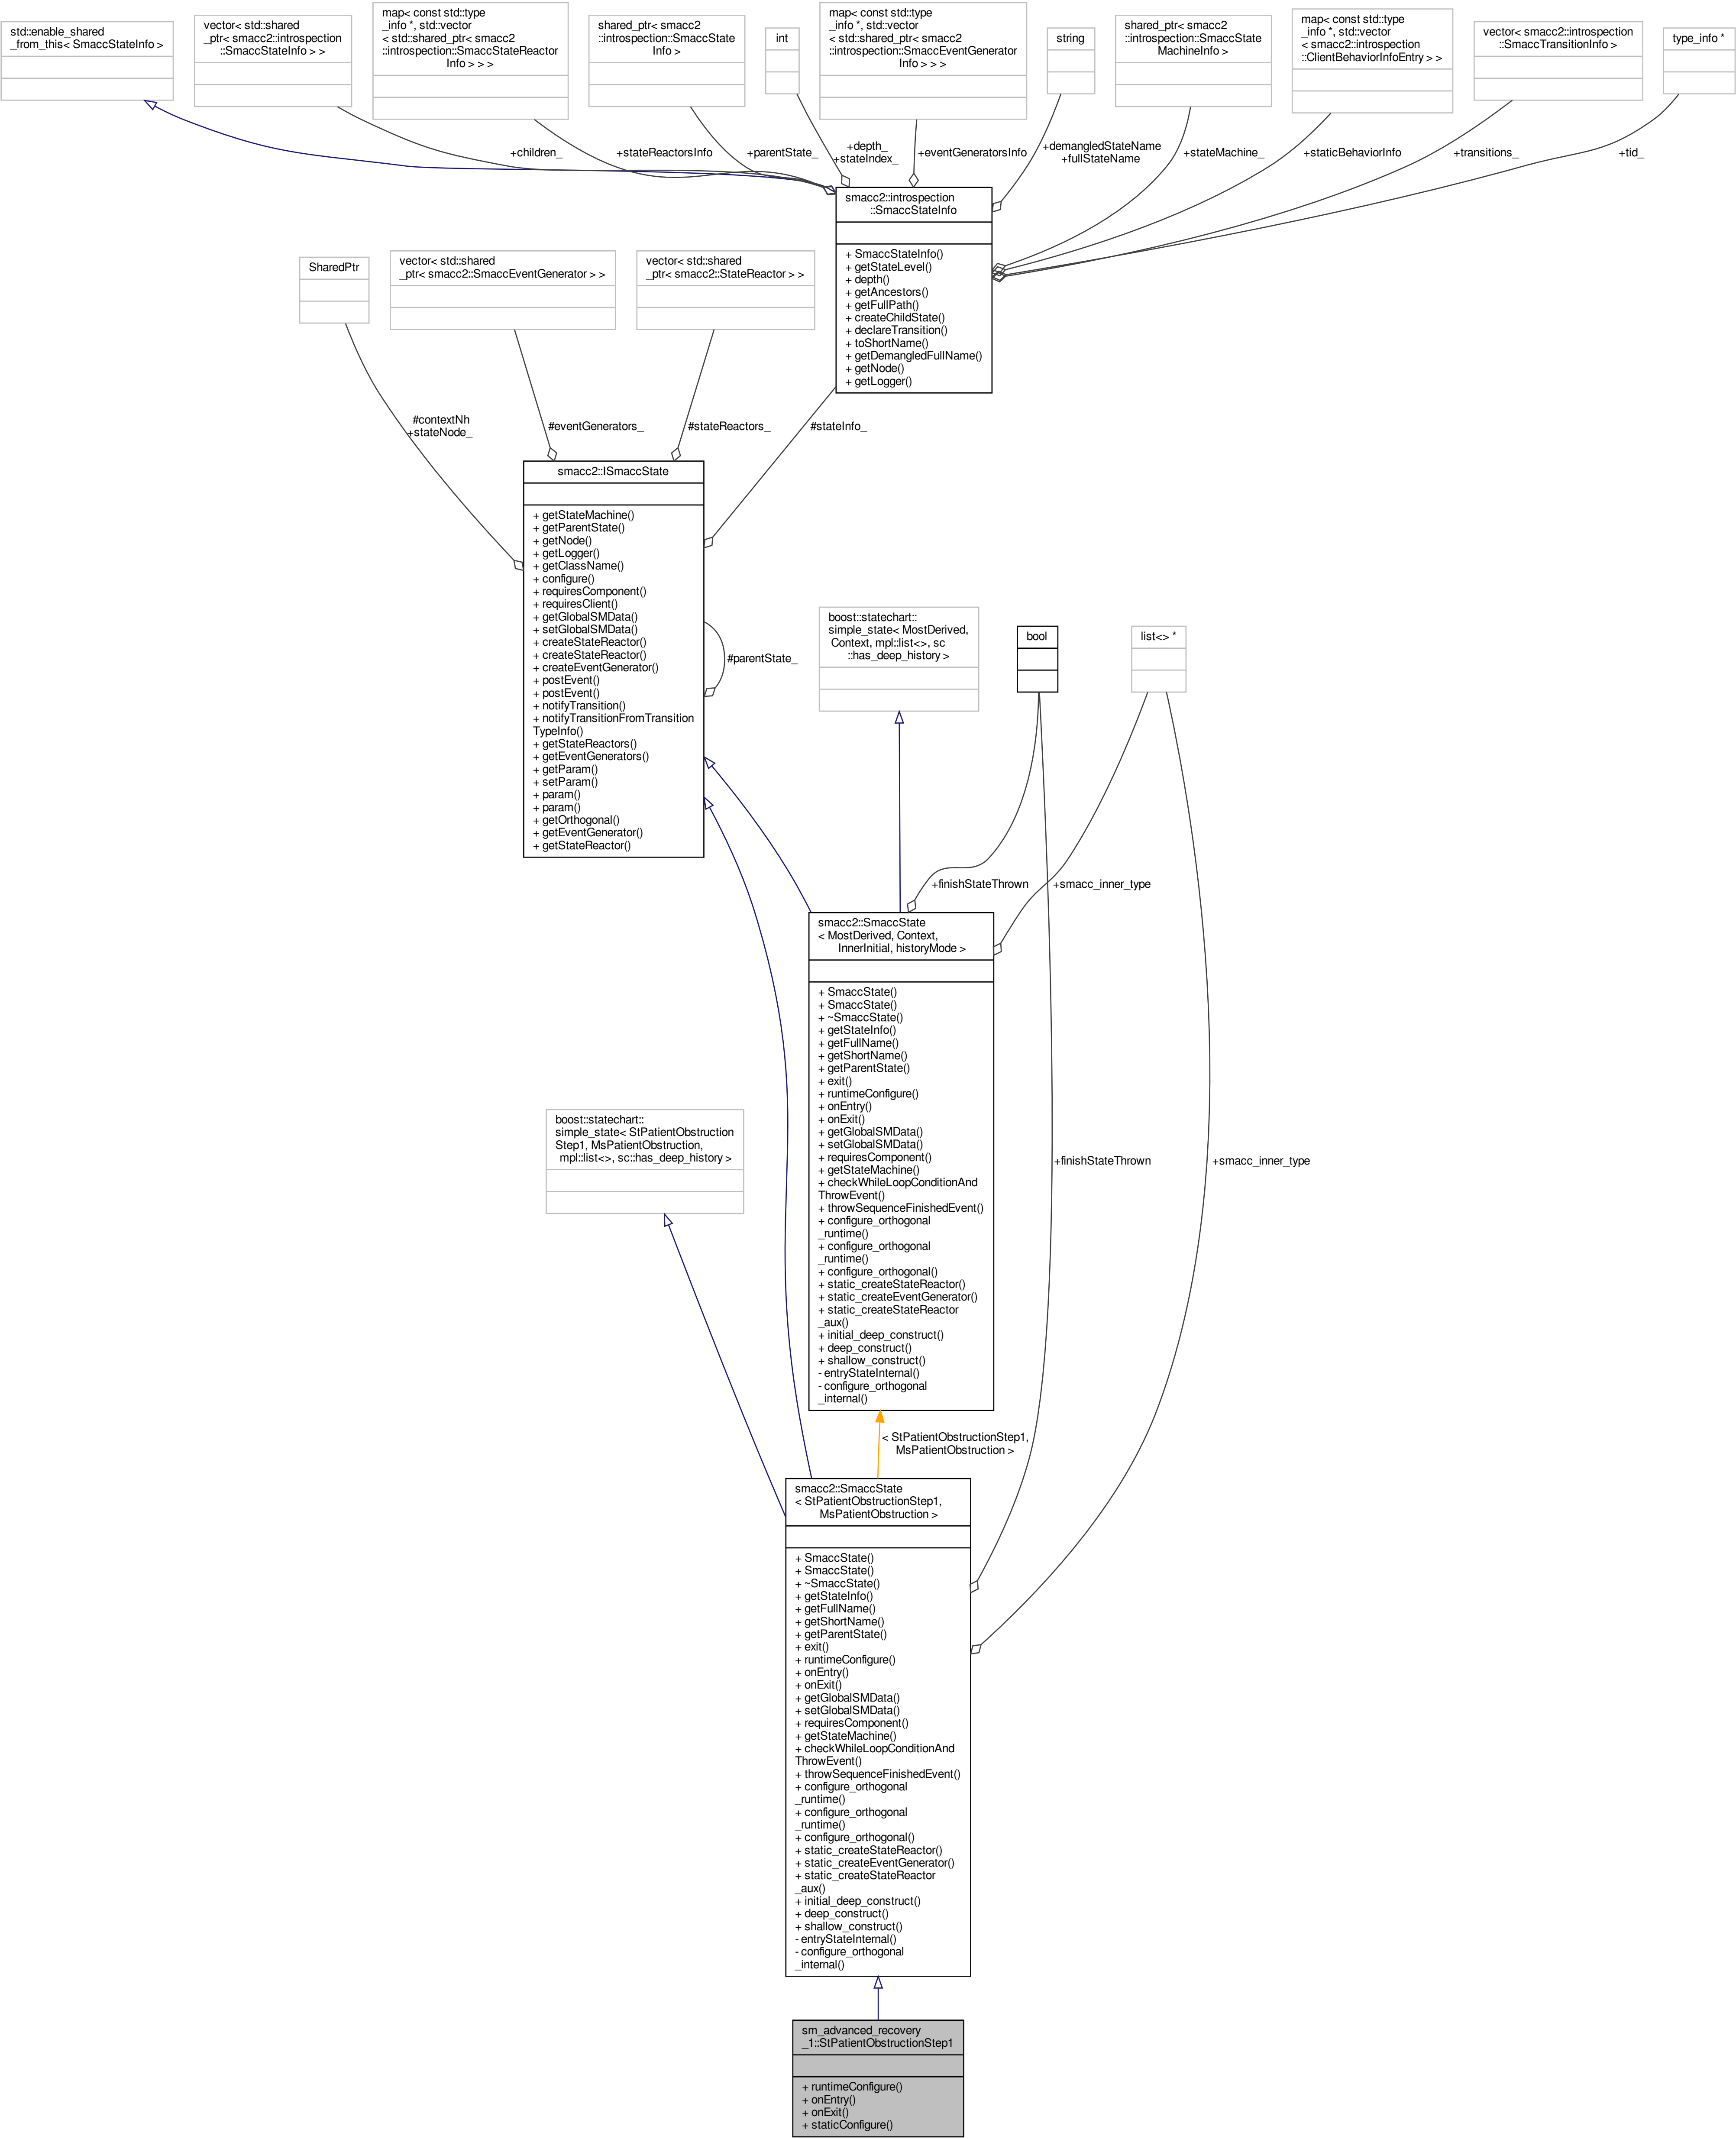 std::enable_shared
_from_this< SmaccStateInfo >
vector< std::shared
_ptr< smacc2::introspection
::SmaccStateInfo > >
map< const std::type
_info *, std::vector
< std::shared_ptr< smacc2
::introspection::SmaccStateReactor
Info > > >
shared_ptr< smacc2
::introspection::SmaccState
Info >
int
map< const std::type
_info *, std::vector
< std::shared_ptr< smacc2
::introspection::SmaccEventGenerator
Info > > >
string
shared_ptr< smacc2
::introspection::SmaccState
MachineInfo >
map< const std::type
_info *, std::vector
< smacc2::introspection
::ClientBehaviorInfoEntry > >
vector< smacc2::introspection
::SmaccTransitionInfo >
type_info *
+children_
+stateReactorsInfo
+parentState_
+depth_
+stateIndex_
+eventGeneratorsInfo
+demangledStateName
+fullStateName
+stateMachine_
+staticBehaviorInfo
+transitions_
+tid_
smacc2::introspection
::SmaccStateInfo
+ SmaccStateInfo()
+ getStateLevel()
+ depth()
+ getAncestors()
+ getFullPath()
+ createChildState()
+ declareTransition()
+ toShortName()
+ getDemangledFullName()
+ getNode()
+ getLogger()
SharedPtr
vector< std::shared
_ptr< smacc2::SmaccEventGenerator > >
vector< std::shared
_ptr< smacc2::StateReactor > >
#contextNh
+stateNode_
#eventGenerators_
#stateReactors_
#stateInfo_
smacc2::ISmaccState
+ getStateMachine()
+ getParentState()
+ getNode()
+ getLogger()
+ getClassName()
+ configure()
+ requiresComponent()
+ requiresClient()
+ getGlobalSMData()
+ setGlobalSMData()
+ createStateReactor()
+ createStateReactor()
+ createEventGenerator()
+ postEvent()
+ postEvent()
+ notifyTransition()
+ notifyTransitionFromTransition
TypeInfo()
+ getStateReactors()
+ getEventGenerators()
+ getParam()
+ setParam()
+ param()
+ param()
+ getOrthogonal()
+ getEventGenerator()
+ getStateReactor()
#parentState_
boost::statechart::
simple_state< MostDerived,
Context, mpl::list<>, sc
::has_deep_history >
bool
list<> *
+finishStateThrown
+smacc_inner_type
smacc2::SmaccState
< MostDerived, Context,
InnerInitial, historyMode >
+ SmaccState()
+ SmaccState()
+ ~SmaccState()
+ getStateInfo()
+ getFullName()
+ getShortName()
+ getParentState()
+ exit()
+ runtimeConfigure()
+ onEntry()
+ onExit()
+ getGlobalSMData()
+ setGlobalSMData()
+ requiresComponent()
+ getStateMachine()
+ checkWhileLoopConditionAnd
ThrowEvent()
+ throwSequenceFinishedEvent()
+ configure_orthogonal
_runtime()
+ configure_orthogonal
_runtime()
+ configure_orthogonal()
+ static_createStateReactor()
+ static_createEventGenerator()
+ static_createStateReactor
_aux()
+ initial_deep_construct()
+ deep_construct()
+ shallow_construct()
- entryStateInternal()
- configure_orthogonal
_internal()
boost::statechart::
simple_state< StPatientObstruction
Step1, MsPatientObstruction,
mpl::list<>, sc::has_deep_history >
+finishStateThrown
+smacc_inner_type
< StPatientObstructionStep1,
MsPatientObstruction >
smacc2::SmaccState
< StPatientObstructionStep1,
MsPatientObstruction >
+ SmaccState()
+ SmaccState()
+ ~SmaccState()
+ getStateInfo()
+ getFullName()
+ getShortName()
+ getParentState()
+ exit()
+ runtimeConfigure()
+ onEntry()
+ onExit()
+ getGlobalSMData()
+ setGlobalSMData()
+ requiresComponent()
+ getStateMachine()
+ checkWhileLoopConditionAnd
ThrowEvent()
+ throwSequenceFinishedEvent()
+ configure_orthogonal
_runtime()
+ configure_orthogonal
_runtime()
+ configure_orthogonal()
+ static_createStateReactor()
+ static_createEventGenerator()
+ static_createStateReactor
_aux()
+ initial_deep_construct()
+ deep_construct()
+ shallow_construct()
- entryStateInternal()
- configure_orthogonal
_internal()
sm_advanced_recovery
_1::StPatientObstructionStep1
+ runtimeConfigure()
+ onEntry()
+ onExit()
+ staticConfigure()